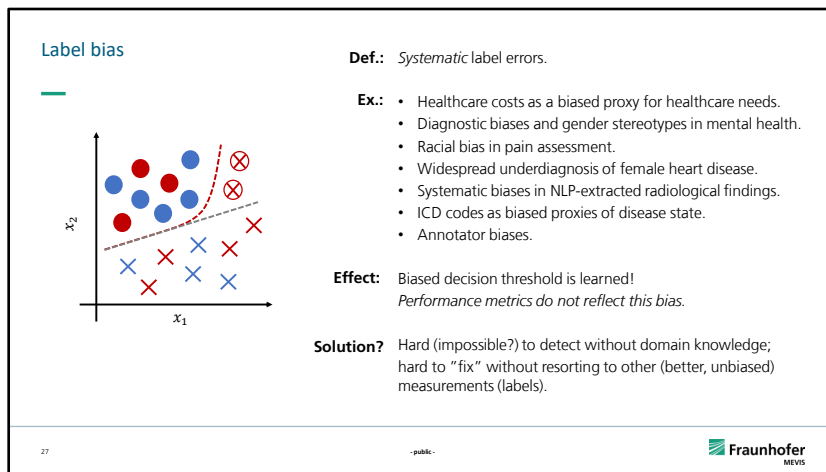 Label bias
Def.: Systematic label errors.
Ex.: • Healthcare costs as a biased proxy for healthcare needs.
• Diagnostic biases and gender stereotypes in mental health.
• Racial bias in pain assessment.
• Widespread underdiagnosis of female heart disease.
• Systematic biases in NLP-extracted radiological findings.
• ICD codes as biased proxies of disease state.
• Annotator biases.
x₂
x₁
Effect: Biased decision threshold is learned!
Performance metrics do not reflect this bias.
Solution? Hard (impossible?) to detect without domain knowledge;
hard to ”fix” without resorting to other (better, unbiased)
measurements (labels).
27
- public -
Fraunhofer
MEVIS